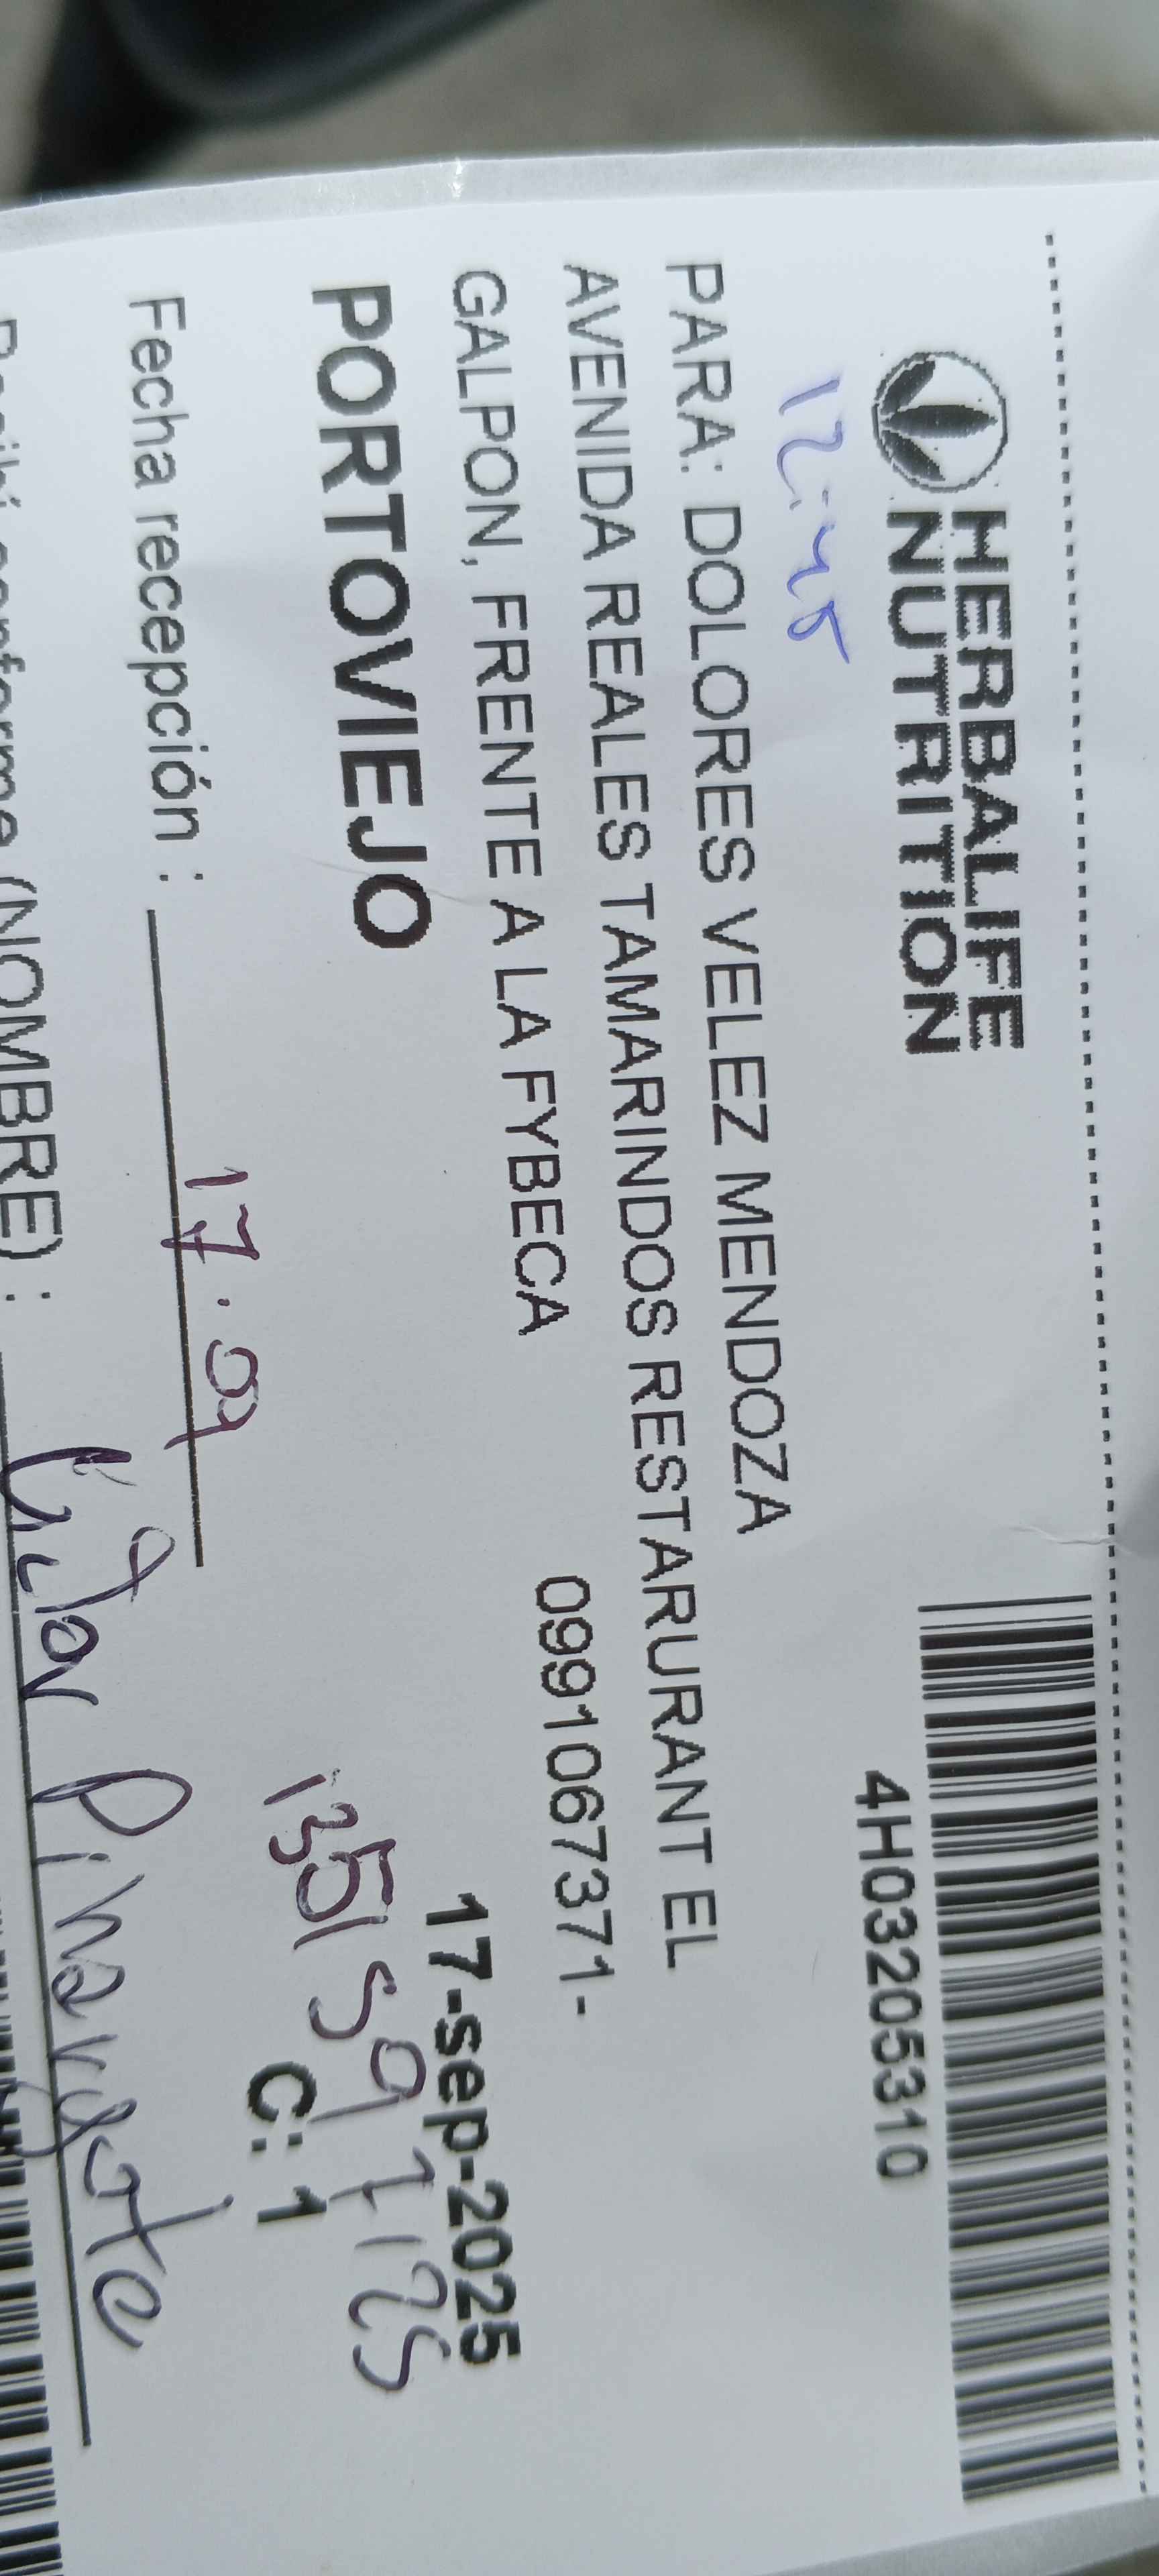 HERBALIFE
NUTRITION
4H03205310
12:45
PARA: DOLORES VELEZ MENDOZA
AVENIDA REALES TAMARINDOS RESTARURANT EL
GALPON, FRENTE A LA FYBECA 0991067371-
PORTOVIEJO 17-sep-2025
C: 1
Fecha recepción : 17.09
(NOMBRE) :